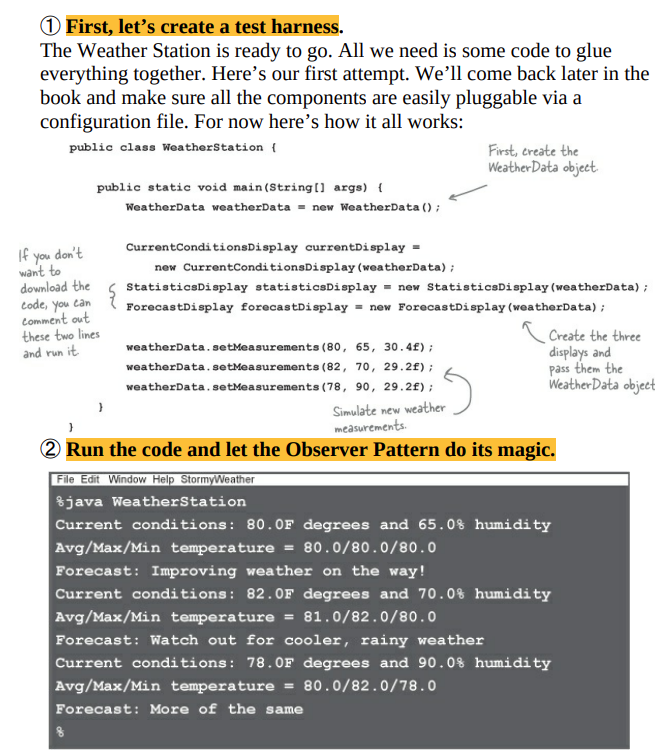 ① First, let’s create a test harness.
The Weather Station is ready to go. All we need is some code to glue
everything together. Here’s our first attempt. We’ll come back later in the
book and make sure all the components are easily pluggable via a
configuration file. For now here’s how it all works:
public class WeatherStation {
First, create the
WeatherData object.
public static void main(String[] args) {
WeatherData weatherData = new WeatherData();
CurrentConditionsDisplay currentDisplay =
new CurrentConditionsDisplay(weatherData);
StatisticsDisplay statisticsDisplay = new StatisticsDisplay(weatherData);
ForecastDisplay forecastDisplay = new ForecastDisplay(weatherData);
If you don't
want to
download the
code, you can
comment out
these two lines
and run it.
Create the three
displays and
pass them the
WeatherData object
weatherData.setMeasurements(80, 65, 30.4f);
weatherData.setMeasurements(82, 70, 29.2f);
weatherData.setMeasurements(78, 90, 29.2f);
Simulate new weather
measurements.
}
}
② Run the code and let the Observer Pattern do its magic.
File Edit Window Help StormyWeather
%java WeatherStation
Current conditions: 80.0F degrees and 65.0% humidity
Avg/Max/Min temperature = 80.0/80.0/80.0
Forecast: Improving weather on the way!
Current conditions: 82.0F degrees and 70.0% humidity
Avg/Max/Min temperature = 81.0/82.0/80.0
Forecast: Watch out for cooler, rainy weather
Current conditions: 78.0F degrees and 90.0% humidity
Avg/Max/Min temperature = 80.0/82.0/78.0
Forecast: More of the same
%